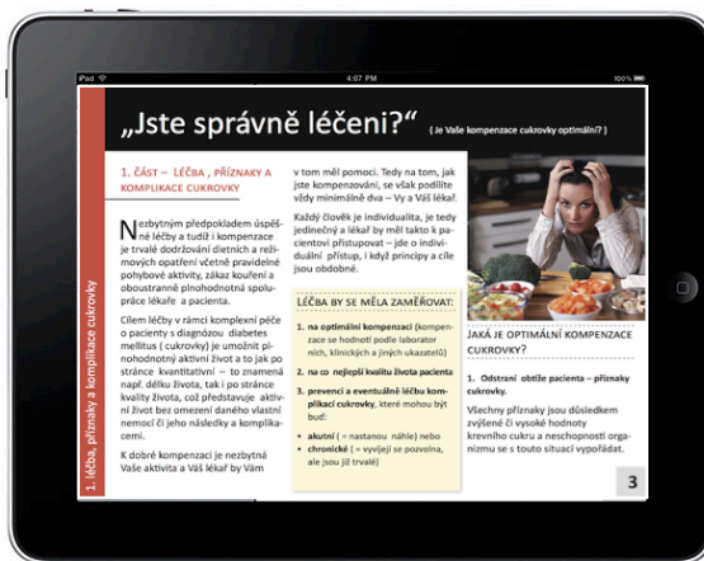 iPad
4:07 PM
100%
„Jste správně léčeni?“ ( Je Vaše kompenzace cukrovky optimální? )
1. léčba, příznaky a komplikace cukrovky
1. ČÁST – LÉČBA , PŘÍZNAKY A
KOMPLIKACE CUKROVKY
Nezbytným předpokladem úspěš-
né léčby a tudíž i kompenzace
je trvalé dodržování dietních a reži-
mových opatření včetně pravidelné
pohybové aktivity, zákaz kouření a
oboustranně plnohodnotná spolu-
práce lékaře a pacienta.
Cílem léčby v rámci komplexní péče
o pacienty s diagnózou diabetes
mellitus ( cukrovky) je umožnit pl-
nohodnotný aktivní život a to jak po
stránce kvantitativní – to znamená
např. délku života, tak i po stránce
kvality života, což představuje aktiv-
ní život bez omezení daného vlastní
nemocí či jeho následky a komplika-
cemi.
K dobré kompenzaci je nezbytná
Vaše aktivita a Váš lékař by Vám
v tom měl pomoci. Tedy na tom, jak
jste kompenzováni, se však podílíte
vždy minimálně dva – Vy a Váš lékař.
Každý člověk je individualita, je tedy
jedinečný a lékař by měl takto k pa-
cientovi přistupovat – jde o indivi-
duální přístup, i když principy a cíle
jsou obdobné.
LÉČBA BY SE MĚLA ZAMĚŘOVAT:
1. na optimální kompenzaci (kompen-
zace se hodnotí podle laborator
ních, klinických a jiných ukazatelů)
2. na co nejlepší kvalitu života pacienta
3. prevenci a eventuálně léčbu kom-
plikací cukrovky, které mohou být
buď:
• akutní ( = nastanou náhle) nebo
• chronické ( = vyvíjejí se pozvolna,
ale jsou již trvalé)
JAKÁ JE OPTIMÁLNÍ KOMPENZACE
CUKROVKY?
1. Odstraní obtíže pacienta – příznaky
cukrovky.
Všechny příznaky jsou důsledkem
zvýšené či vysoké hodnoty
krevního cukru a neschopnosti orga-
nizmu se s touto situací vypořádat.
3